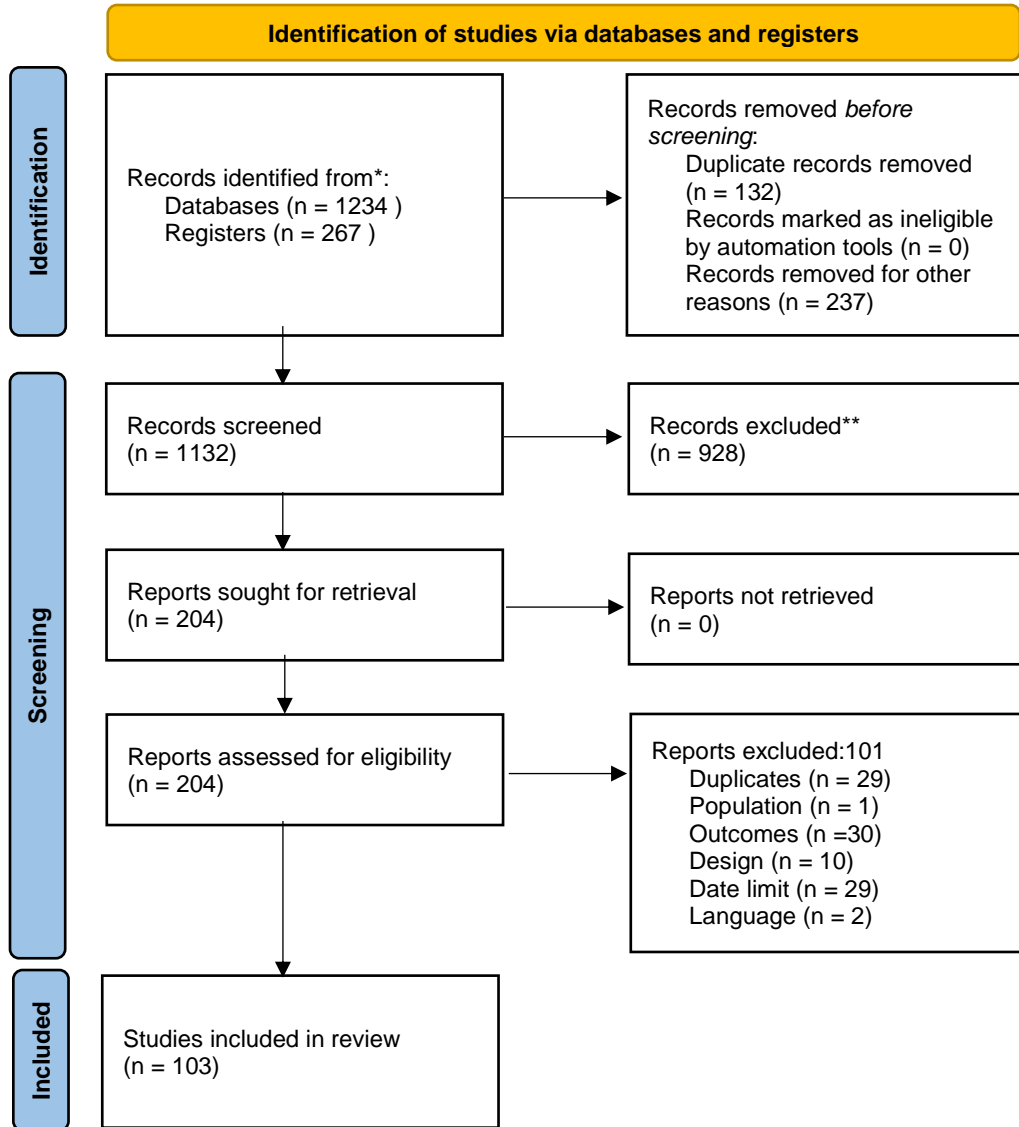 Identification of studies via databases and registers
Identification
Records identified from*:
Databases (n = 1234 )
Registers (n = 267 )
Records removed before
screening:
Duplicate records removed
(n = 132)
Records marked as ineligible
by automation tools (n = 0)
Records removed for other
reasons (n = 237)
Screening
Records screened
(n = 1132)
Records excluded**
(n = 928)
Reports sought for retrieval
(n = 204)
Reports not retrieved
(n = 0)
Reports assessed for eligibility
(n = 204)
Reports excluded:101
Duplicates (n = 29)
Population (n = 1)
Outcomes (n =30)
Design (n = 10)
Date limit (n = 29)
Language (n = 2)
Included
Studies included in review
(n = 103)